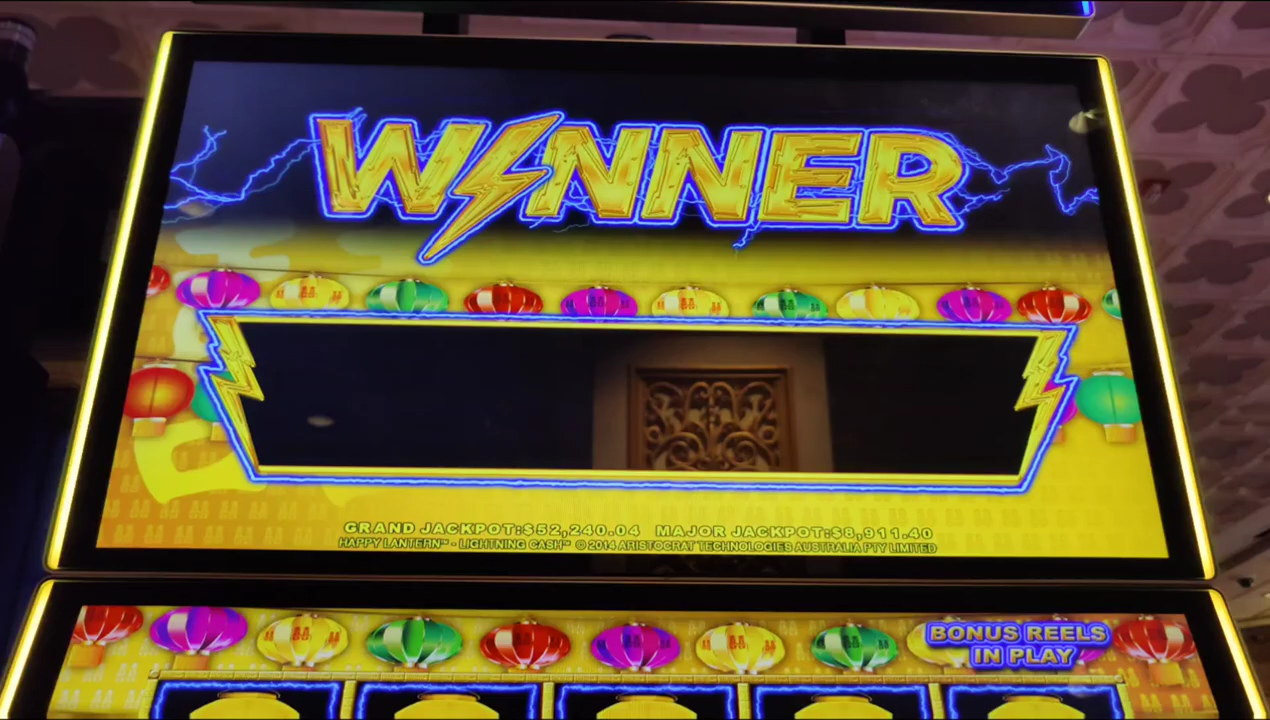 WINNER
GRAND JACKPOT:$52,240.04 MAJOR JACKPOT:$8,911.40
HAPPY LANTERN™ - LIGHTNING CASH™ © 2014 ARISTOCRAT TECHNOLOGIES AUSTRALIA PTY LIMITED
BONUS REELS
IN PLAY